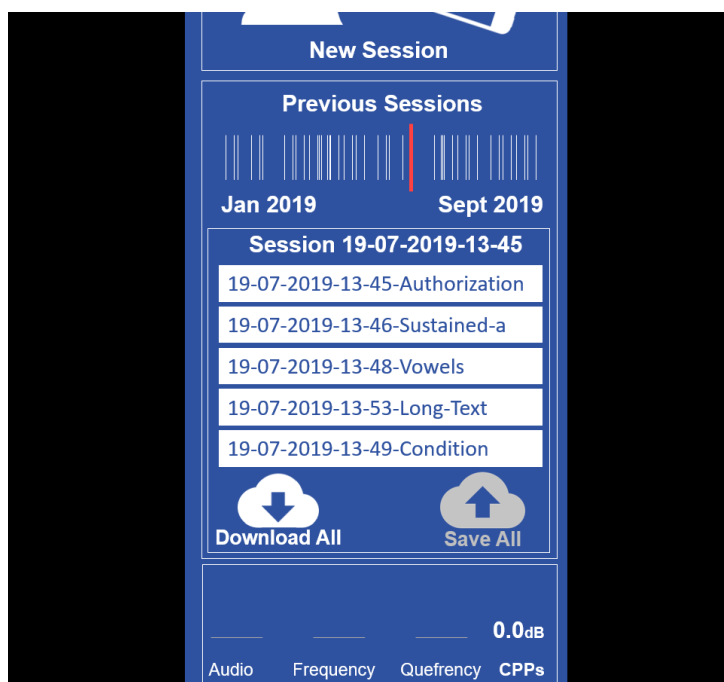 New Session
Previous Sessions
Jan 2019 Sept 2019
Session 19-07-2019-13-45
19-07-2019-13-45-Authorization
19-07-2019-13-46-Sustained-a
19-07-2019-13-48-Vowels
19-07-2019-13-53-Long-Text
19-07-2019-13-49-Condition
Download All Save All
0.0dB
Audio Frequency Quefrency CPPs